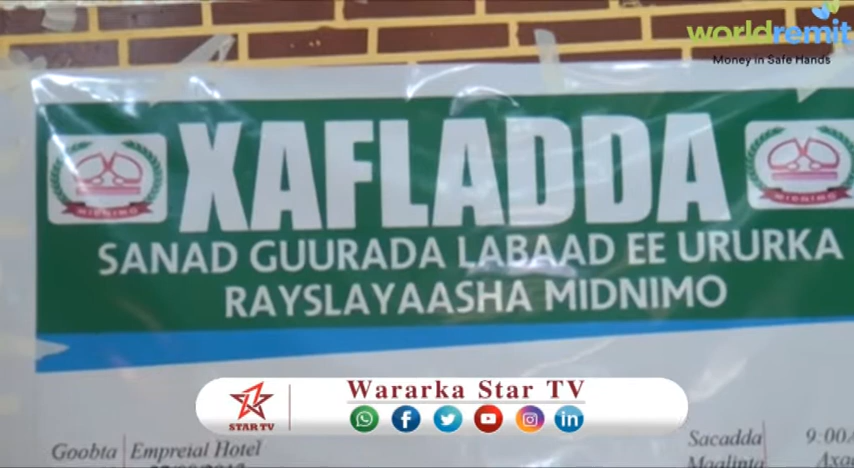 worldremit
Money in Safe Hands
XAFLADDA
MIDNIMO
MIDNIMO
SANAD GUURADA LABAAD EE URURKA
RAYSLAYAASHA MIDNIMO
Wararka Star TV
STAR TV
Goobta Empreial Hotel
Sacadda 9:00A
Maalinta Axa